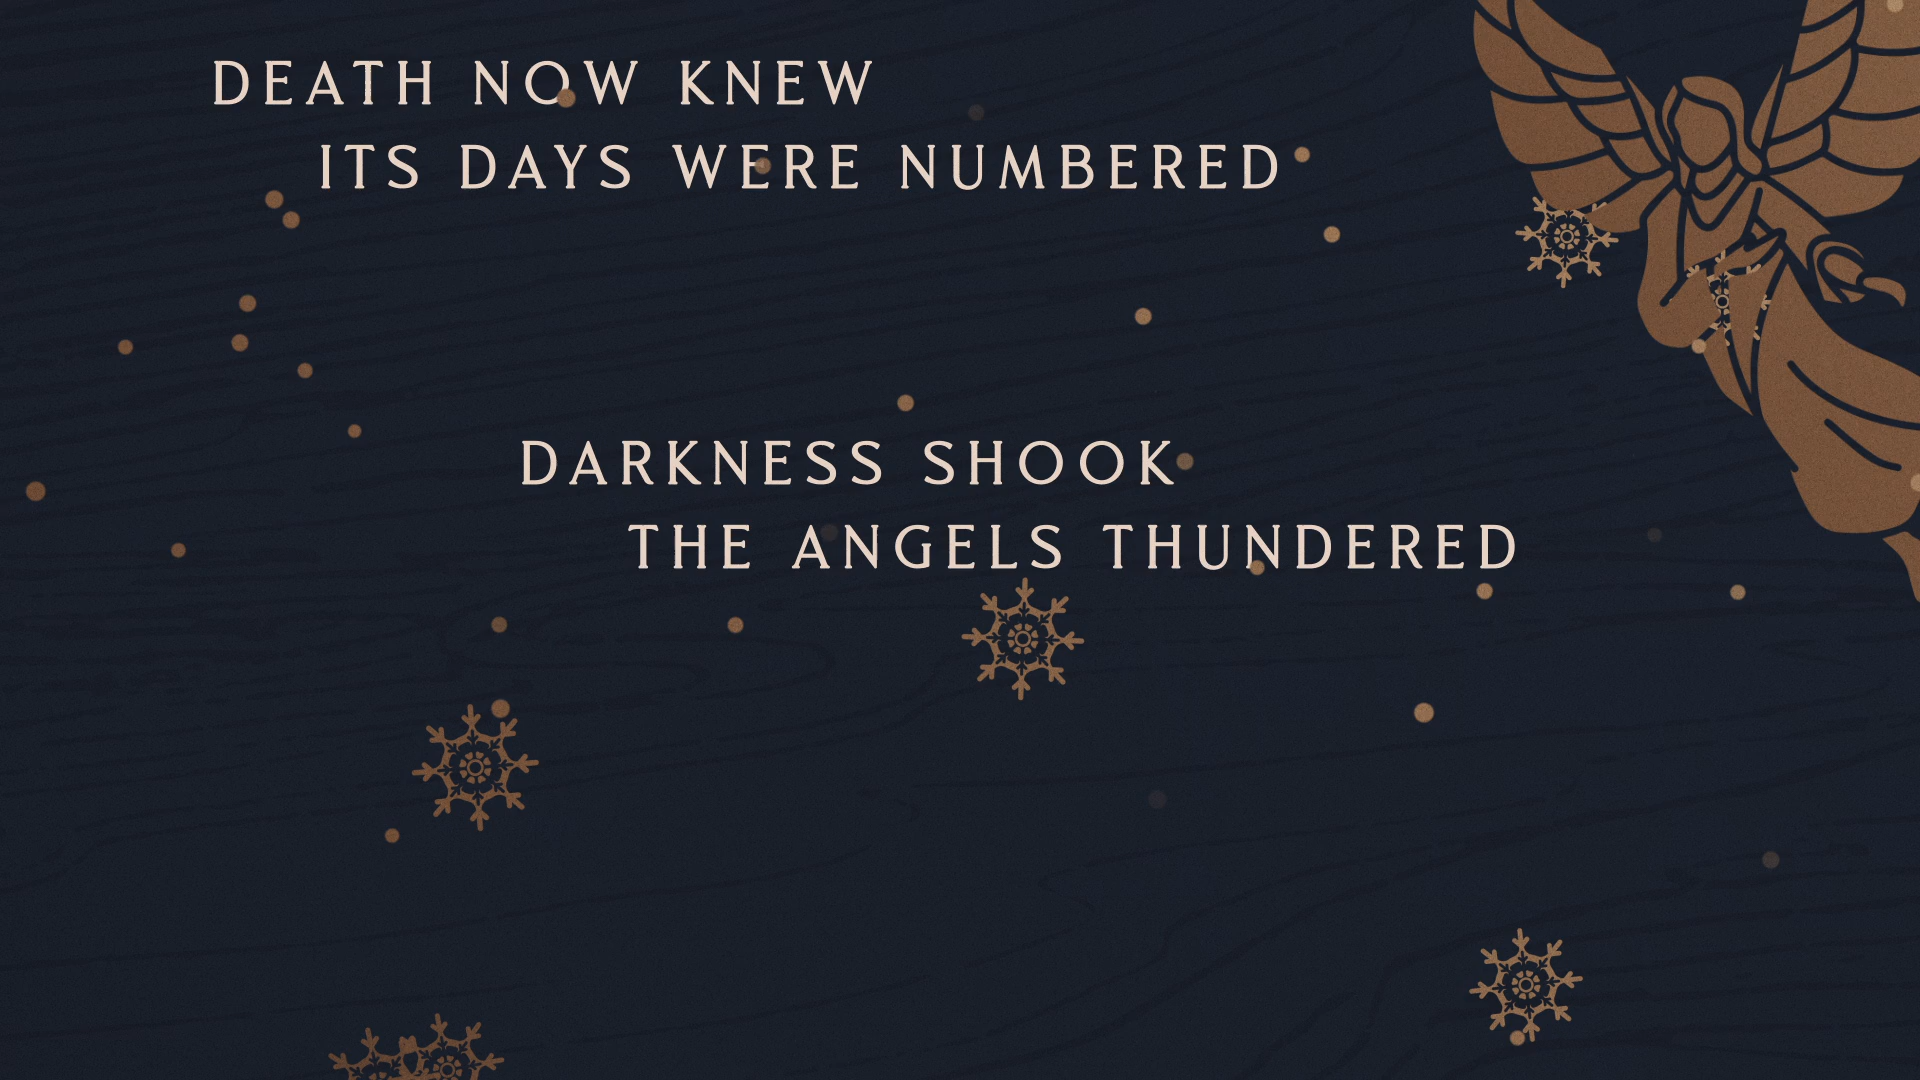 DEATH NOW KNEW
ITS DAYS WERE NUMBERED
DARKNESS SHOOK
THE ANGELS THUNDERED